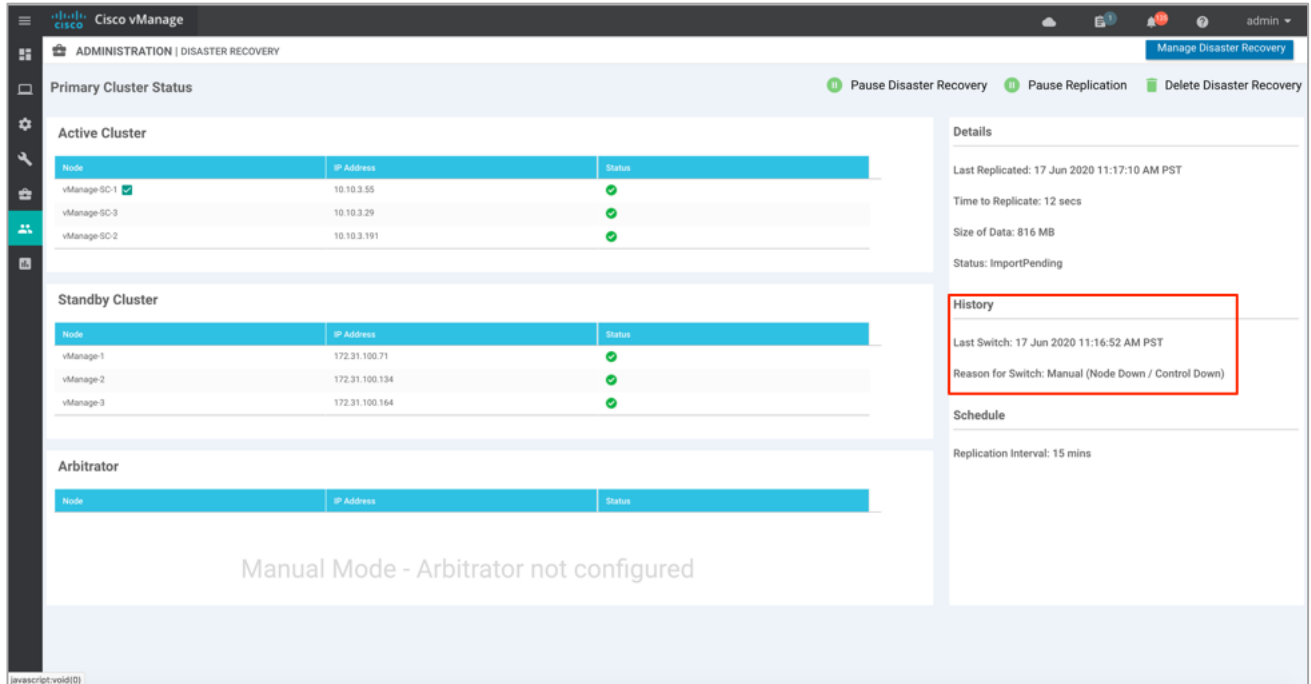 cisco Cisco vManage
1
admin
ADMINISTRATION | DISASTER RECOVERY
Manage Disaster Recovery
Primary Cluster Status
Pause Disaster Recovery
Pause Replication
Delete Disaster Recovery
Active Cluster
Node IP Address Status
vManage-SC-1 10.10.3.55
vManage-SC-3 10.10.3.29
vManage-SC-2 10.10.3.191
Standby Cluster
Node IP Address Status
vManage-1 172.31.100.71
vManage-2 172.31.100.134
vManage-3 172.31.100.164
Arbitrator
Node IP Address Status
Manual Mode - Arbitrator not configured
Details
Last Replicated: 17 Jun 2020 11:17:10 AM PST
Time to Replicate: 12 secs
Size of Data: 816 MB
Status: ImportPending
History
Last Switch: 17 Jun 2020 11:16:52 AM PST
Reason for Switch: Manual (Node Down / Control Down)
Schedule
Replication Interval: 15 mins
javascript:void(0)